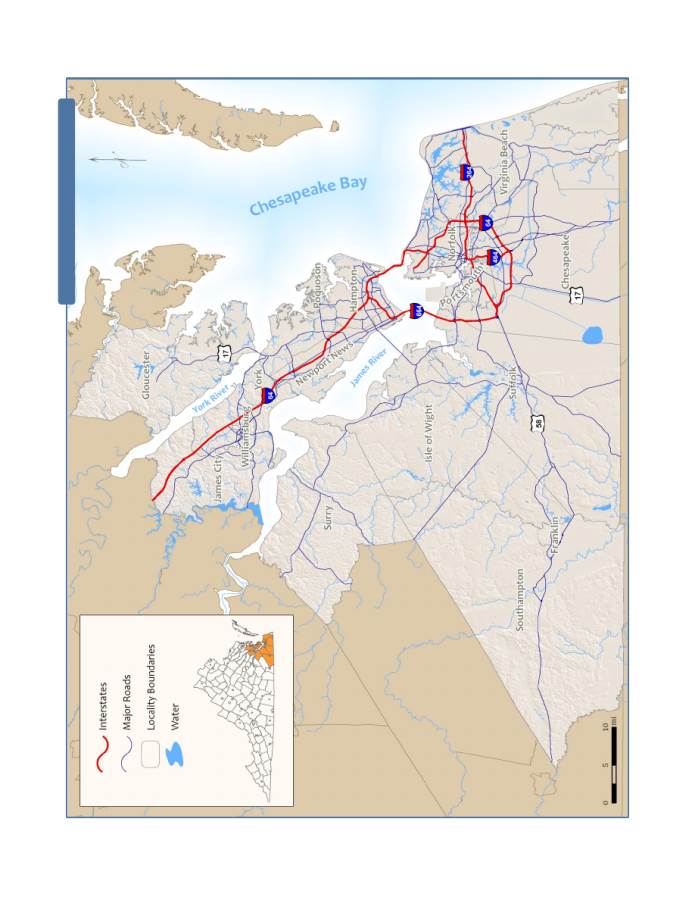 Interstates
Major Roads
Locality Boundaries
Water
Gloucester
17
York River
James City
Williamsburg
York
64
Chesapeake Bay
Poquoson
Hampton
Newport News
James River
Surry
Isle of Wight
664
Norfolk
Portsmouth
264
64
Virginia Beach
Suffolk
Southampton
58
Franklin
Chesapeake
17
0 5 10 mi